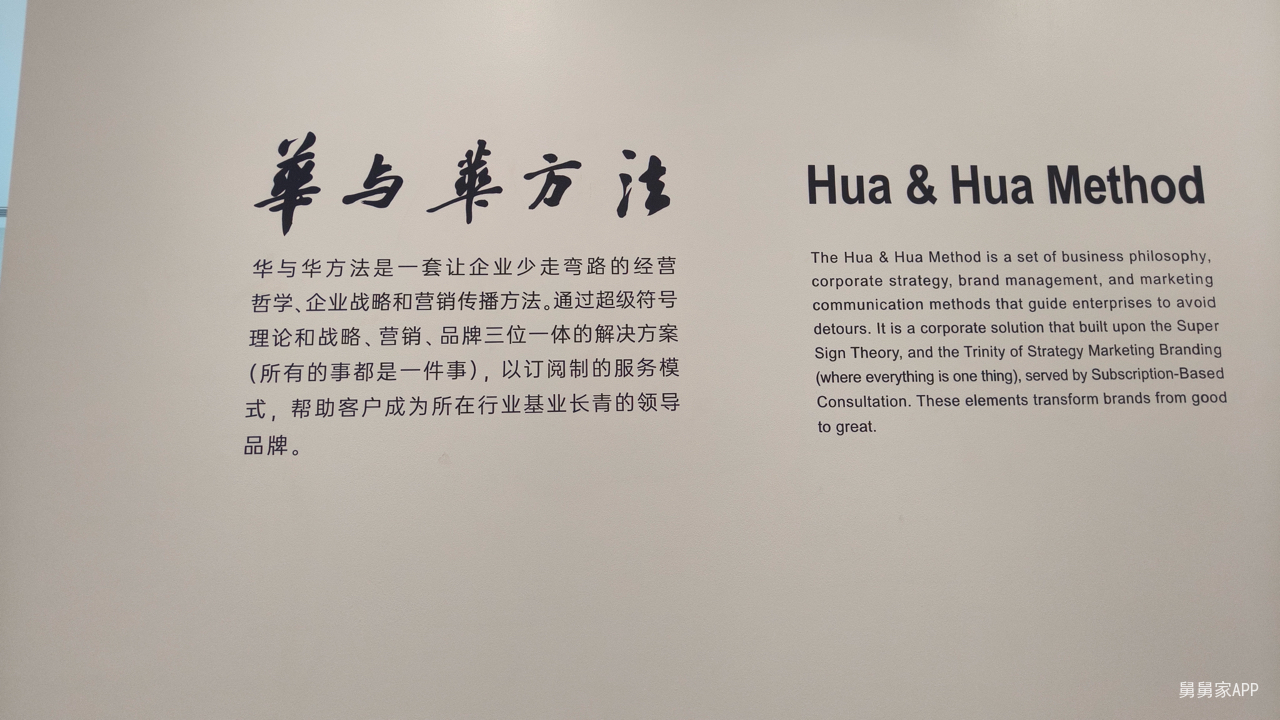 華与華方法
华与华方法是一套让企业少走弯路的经营
哲学、企业战略和营销传播方法。通过超级符号
理论和战略、营销、品牌三位一体的解决方案
（所有的事都是一件事），以订阅制的服务模
式，帮助客户成为所在行业基业长青的领导
品牌。
Hua & Hua Method
The Hua & Hua Method is a set of business philosophy,
corporate strategy, brand management, and marketing
communication methods that guide enterprises to avoid
detours. It is a corporate solution that built upon the Super
Sign Theory, and the Trinity of Strategy Marketing Branding
(where everything is one thing), served by Subscription-Based
Consultation. These elements transform brands from good
to great.
舅舅家APP